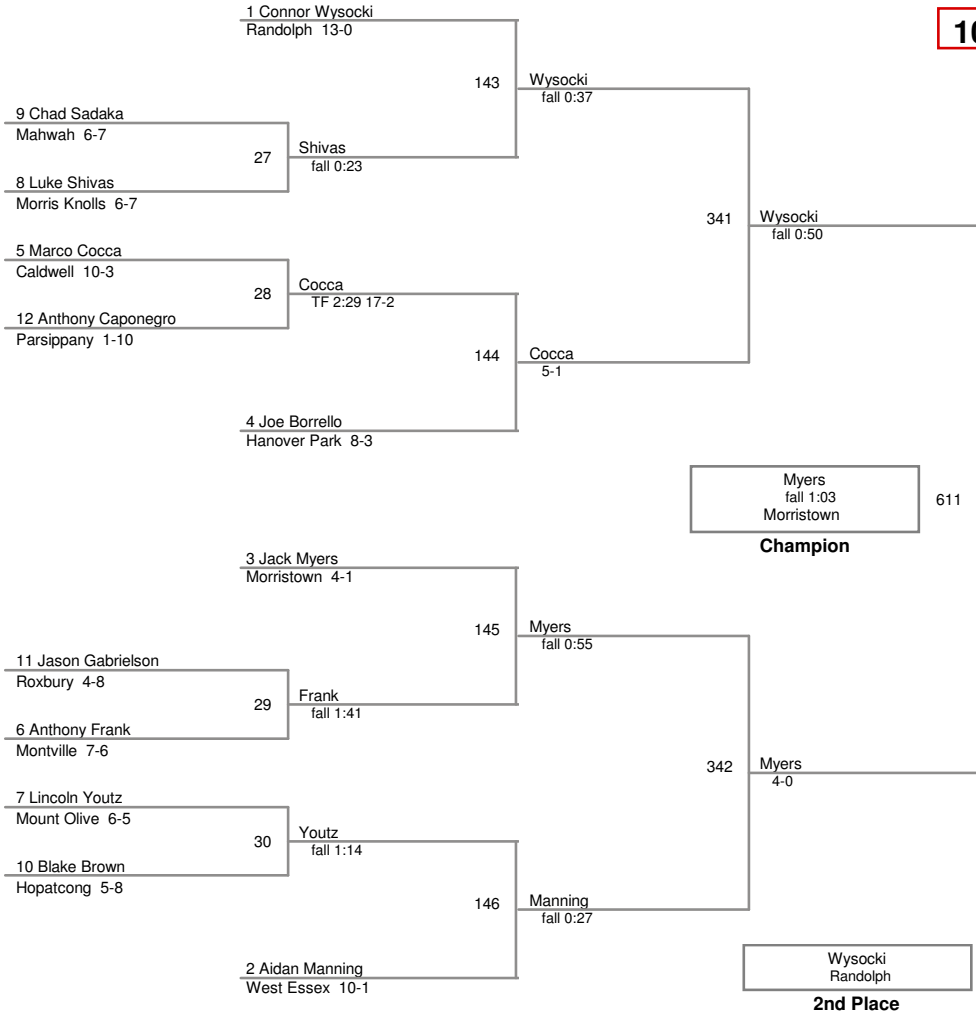 1 Connor Wysocki
Randolph 13-0
10
143
Wysocki
fall 0:37
9 Chad Sadaka
Mahwah 6-7
27
Shivas
fall 0:23
8 Luke Shivas
Morris Knolls 6-7
341
Wysocki
fall 0:50
5 Marco Cocca
Caldwell 10-3
28
Cocca
TF 2:29 17-2
12 Anthony Caponegro
Parsippany 1-10
144
Cocca
5-1
4 Joe Borrello
Hanover Park 8-3
Myers
fall 1:03
Morristown
611
Champion
3 Jack Myers
Morristown 4-1
145
Myers
fall 0:55
11 Jason Gabrielson
Roxbury 4-8
29
Frank
fall 1:41
6 Anthony Frank
Montville 7-6
342
Myers
4-0
7 Lincoln Youtz
Mount Olive 6-5
30
Youtz
fall 1:14
10 Blake Brown
Hopatcong 5-8
146
Manning
fall 0:27
2 Aidan Manning
West Essex 10-1
Wysocki
Randolph
2nd Place